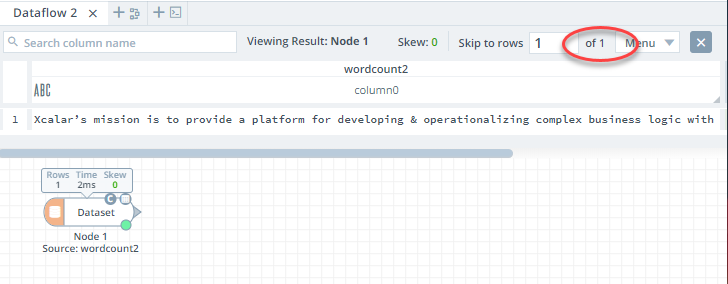 Dataflow 2
Search column name
Viewing Result: Node 1
Skew: 0
Skip to rows
1
of 1
Menu
wordcount2
ABC
column0
1
Xcalar’s mission is to provide a platform for developing & operationalizing complex business logic with
Rows Time Skew
1 2ms 0
C
Dataset
Node 1
Source: wordcount2